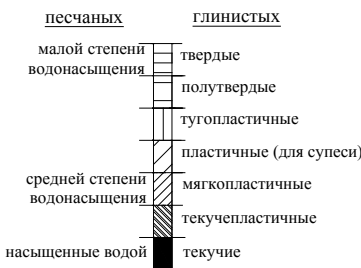 песчаных глинистых
малой степени
водонасыщения
твердые
полутвердые
тугопластичные
пластичные (для супеси)
средней степени
водонасыщения
мягкопластичные
текучепластичные
насыщенные водой текучие